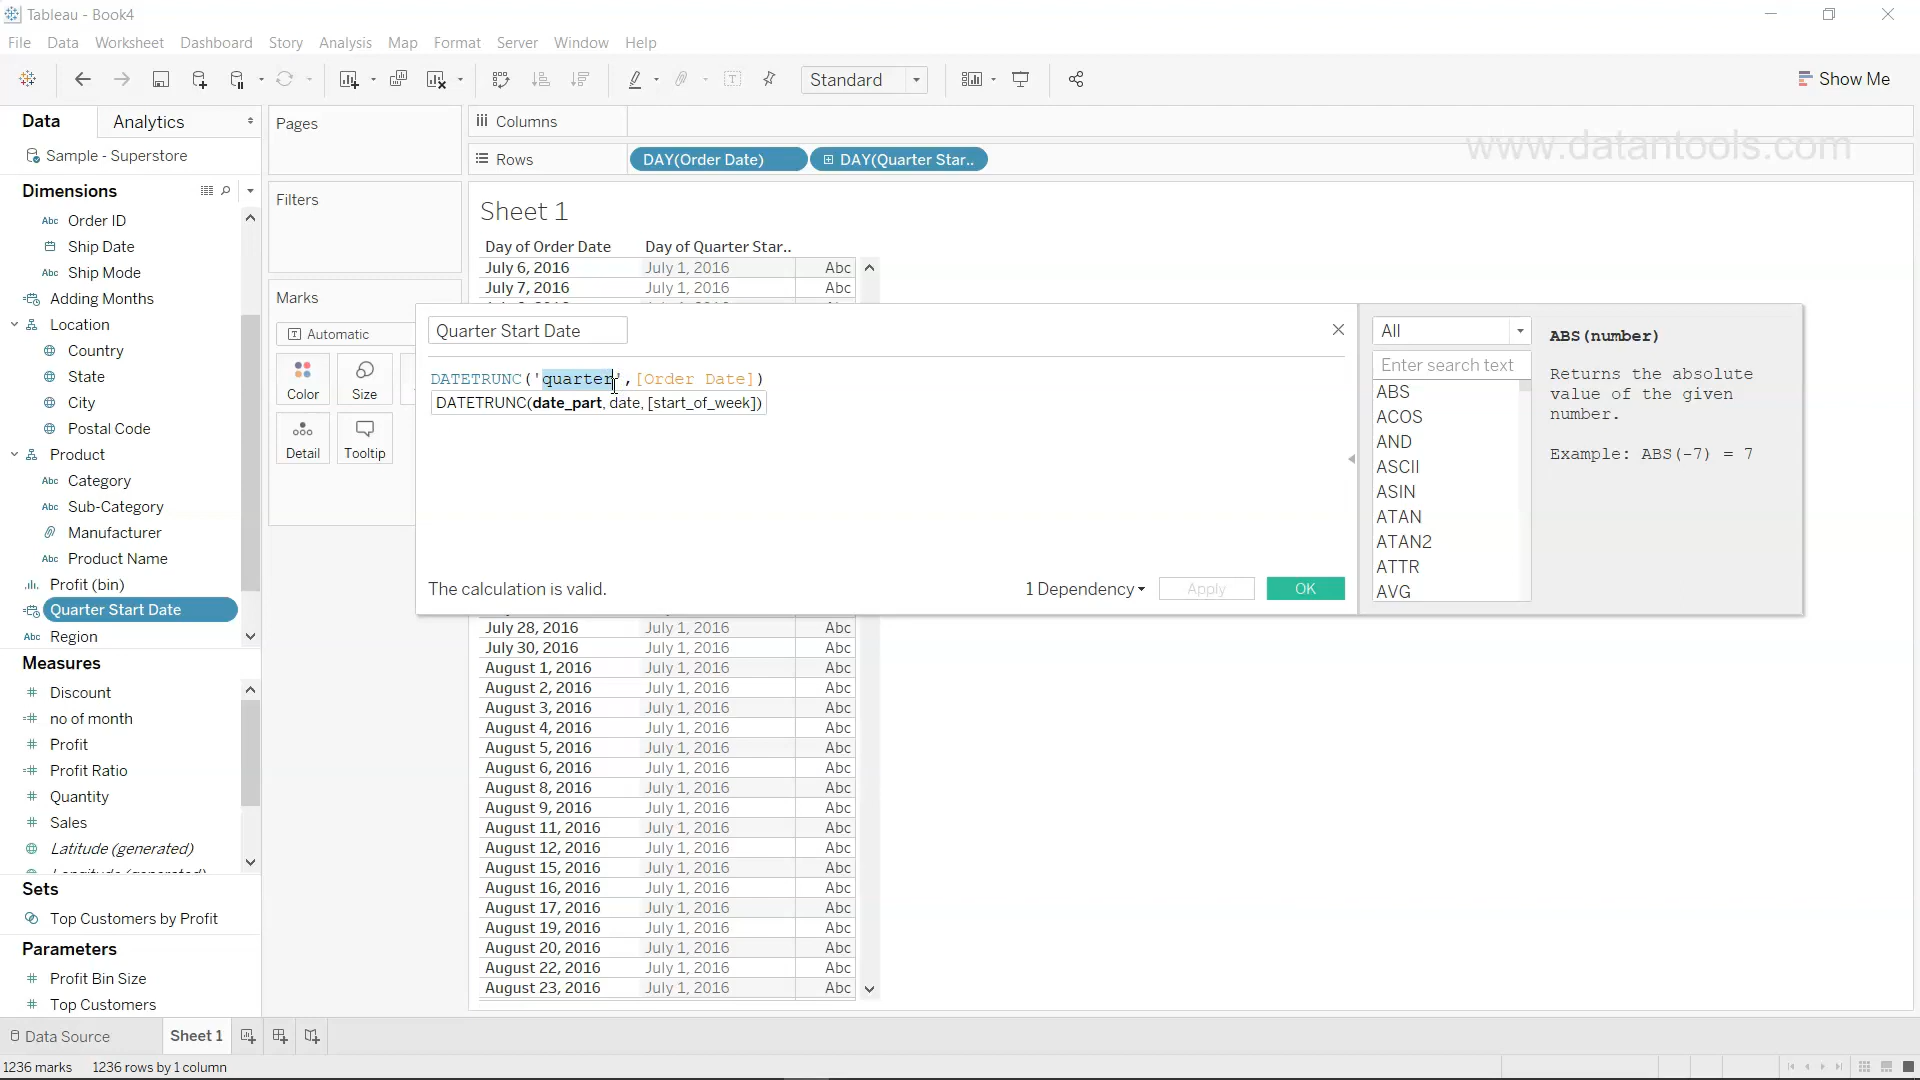 Tableau - Book4
File Data Worksheet Dashboard Story Analysis Map Format Server Window Help
Standard
Show Me
Data Analytics
Sample - Superstore
Dimensions
Abc Order ID
Ship Date
Abc Ship Mode
Adding Months
Location
Country
State
City
Postal Code
Product
Abc Category
Abc Sub-Category
Manufacturer
Abc Product Name
Profit (bin)
Quarter Start Date
Abc Region
Measures
Discount
no of month
Profit
Profit Ratio
Quantity
Sales
Latitude (generated)
Sets
Top Customers by Profit
Parameters
Profit Bin Size
Top Customers
Pages
Filters
Marks
Automatic
Color Size
Detail Tooltip
Columns
Rows DAY(Order Date) DAY(Quarter Star..
www.datantools.com
Sheet 1
Day of Order Date Day of Quarter Star..
July 6, 2016 July 1, 2016 Abc
July 7, 2016 July 1, 2016 Abc
Quarter Start Date
DATETRUNC('quarter',[Order Date])
DATETRUNC(date_part, date, [start_of_week])
The calculation is valid.
1 Dependency Apply OK
All
Enter search text
ABS
ACOS
AND
ASCII
ASIN
ATAN
ATAN2
ATTR
AVG
ABS(number)
Returns the absolute
value of the given
number.
Example: ABS(-7) = 7
July 28, 2016 July 1, 2016 Abc
July 30, 2016 July 1, 2016 Abc
August 1, 2016 July 1, 2016 Abc
August 2, 2016 July 1, 2016 Abc
August 3, 2016 July 1, 2016 Abc
August 4, 2016 July 1, 2016 Abc
August 5, 2016 July 1, 2016 Abc
August 6, 2016 July 1, 2016 Abc
August 8, 2016 July 1, 2016 Abc
August 9, 2016 July 1, 2016 Abc
August 11, 2016 July 1, 2016 Abc
August 12, 2016 July 1, 2016 Abc
August 15, 2016 July 1, 2016 Abc
August 16, 2016 July 1, 2016 Abc
August 17, 2016 July 1, 2016 Abc
August 19, 2016 July 1, 2016 Abc
August 20, 2016 July 1, 2016 Abc
August 22, 2016 July 1, 2016 Abc
August 23, 2016 July 1, 2016 Abc
Data Source Sheet 1
1236 marks 1236 rows by 1 column